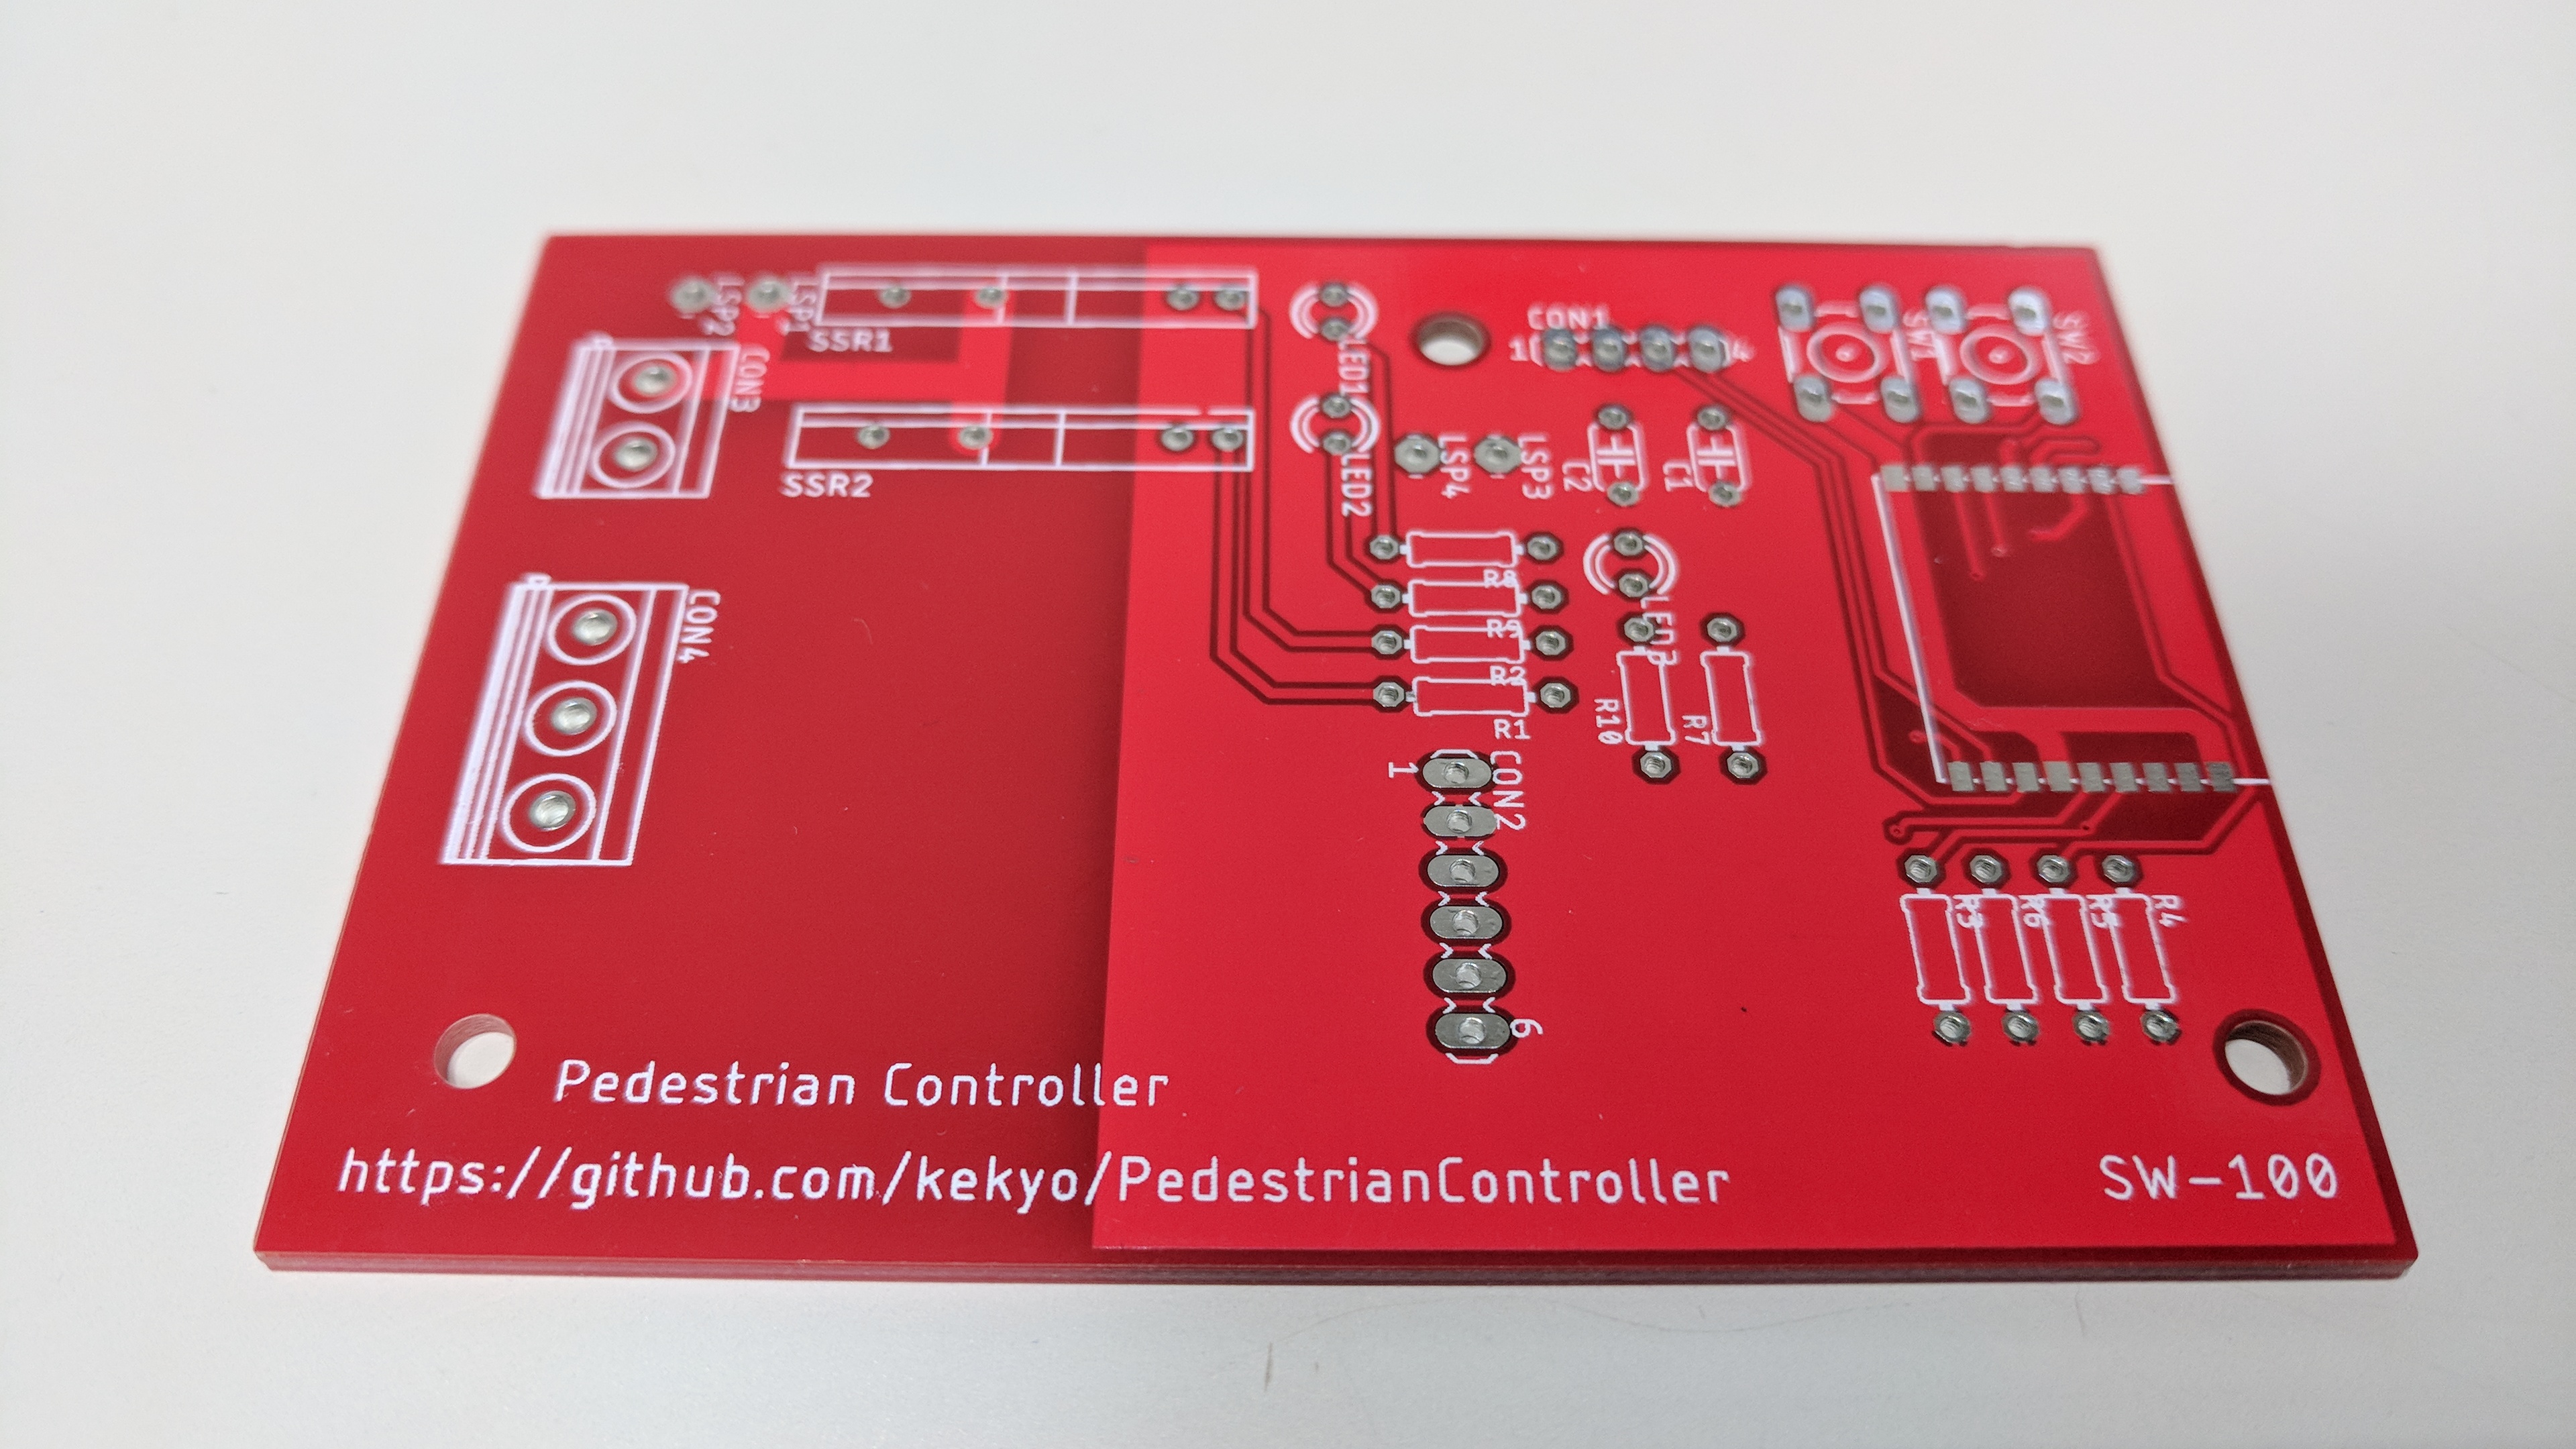 LSP2
LSP1
SSR1
CON3
SSR2
LED1
LED2
CON1
1
4
SW1
SW2
LSP4
LSP3
C2
C1
CON4
R8
R9
R2
R1
LED3
R10
R7
1
CON2
6
R3
R6
R5
R4
Pedestrian Controller
https://github.com/kekyo/PedestrianController
SW-100